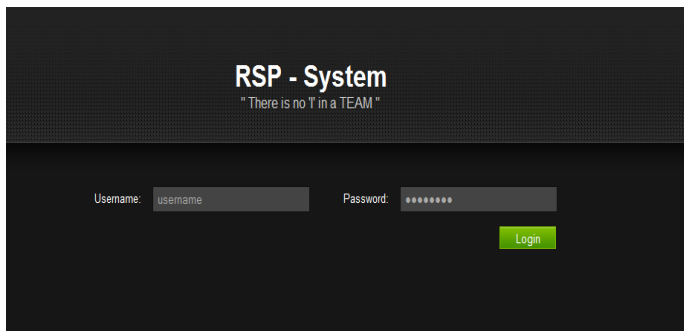 RSP - System
" There is no 'I' in a TEAM "
Username: username Password: ●●●●●●●●
Login